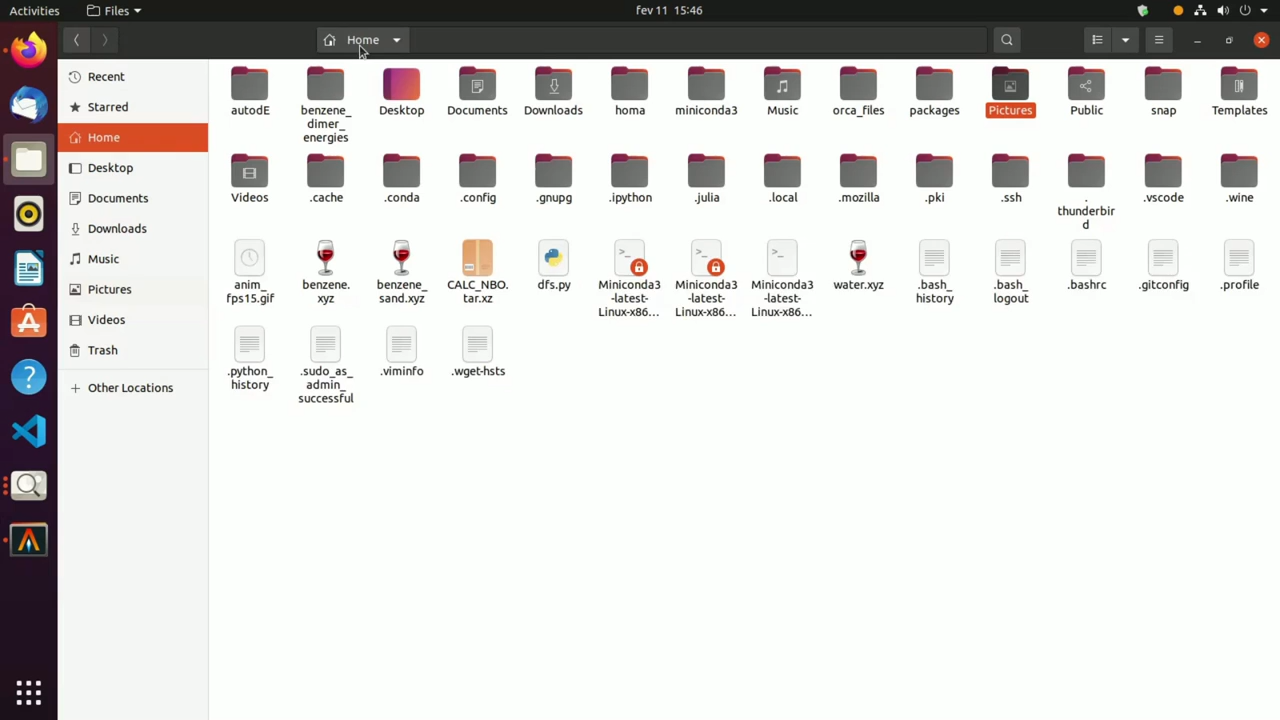 Activities
Files
fev 11 15:46
Home
Recent
Starred
Home
Desktop
Documents
Downloads
Music
Pictures
Videos
Trash
Other Locations
autodE
benzene_
dimer_
energies
Desktop
Documents
Downloads
homa
miniconda3
Music
orca_files
packages
Pictures
Public
snap
Templates
Videos
.cache
.conda
.config
.gnupg
.ipython
.julia
.local
.mozilla
.pki
.ssh
.
thunderbir
d
.vscode
.wine
anim_
fps15.gif
benzene.
xyz
benzene_
sand.xyz
CALC_NBO.
tar.xz
dfs.py
Miniconda3
-latest-
Linux-x86...
Miniconda3
-latest-
Linux-x86...
Miniconda3
-latest-
Linux-x86...
water.xyz
.bash_
history
.bash_
logout
.bashrc
.gitconfig
.profile
.python_
history
.sudo_as_
admin_
successful
.viminfo
.wget-hsts